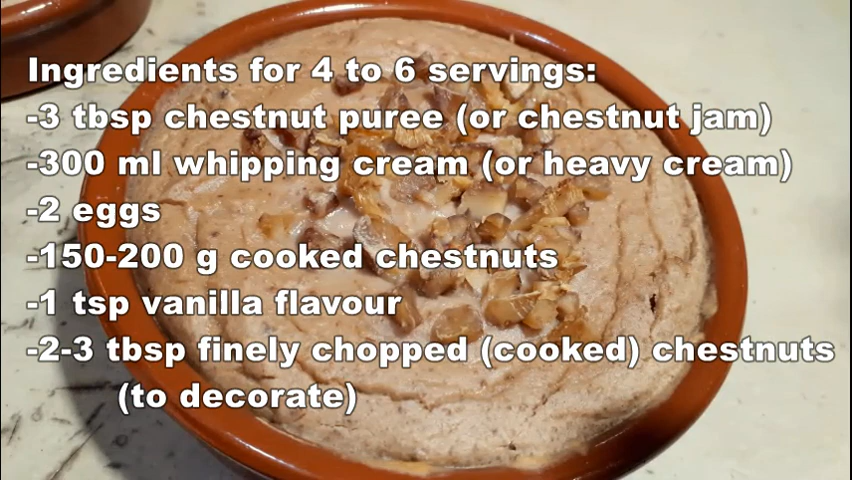 Ingredients for 4 to 6 servings:
-3 tbsp chestnut puree (or chestnut jam)
-300 ml whipping cream (or heavy cream)
-2 eggs
-150-200 g cooked chestnuts
-1 tsp vanilla flavour
-2-3 tbsp finely chopped (cooked) chestnuts
(to decorate)